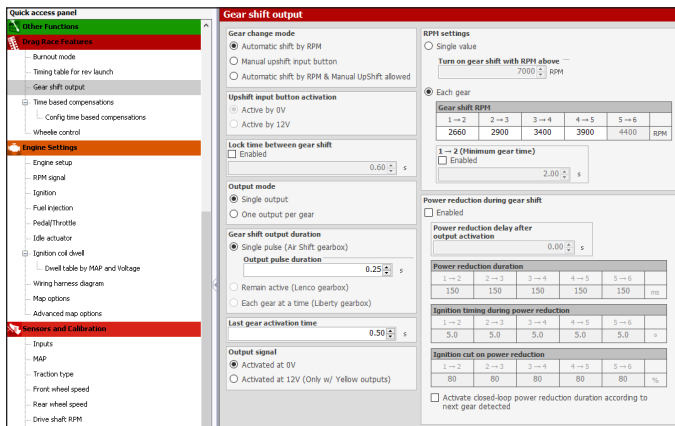 Quick access panel
Other Functions
Drag Race Features
Burnout mode
Timing table for rev launch
Gear shift output
Time based compensations
Config time based compensations
Wheelie control
Engine Settings
Engine setup
RPM signal
Ignition
Fuel injection
Pedal/Throttle
Idle actuator
Ignition coil dwell
Dwell table by MAP and Voltage
Wiring harness diagram
Map options
Advanced map options
Sensors and Calibration
Inputs
MAP
Traction type
Front wheel speed
Rear wheel speed
Drive shaft RPM
Gear shift output
Gear change mode
Automatic shift by RPM
Manual upshift input button
Automatic shift by RPM & Manual UpShift allowed
Upshift input button activation
Active by 0V
Active by 12V
Lock time between gear shift
Enabled
0.60 s
Output mode
Single output
One output per gear
Gear shift output duration
Single pulse (Air Shift gearbox)
Output pulse duration
0.25 s
Remain active (Lenco gearbox)
Each gear at a time (Liberty gearbox)
Last gear activation time
0.50 s
Output signal
Activated at 0V
Activated at 12V (Only w/ Yellow outputs)
RPM settings
Single value
Turn on gear shift with RPM above
7000 RPM
Each gear
Gear shift RPM
1 → 2 2 → 3 3 → 4 4 → 5 5 → 6
2660 2900 3400 3900 4400 RPM
1 → 2 (Minimum gear time)
Enabled
2.00 s
Power reduction during gear shift
Enabled
Power reduction delay after
output activation
0.00 s
Power reduction duration
1 → 2 2 → 3 3 → 4 4 → 5 5 → 6
150 150 150 150 150 ms
Ignition timing during power reduction
1 → 2 2 → 3 3 → 4 4 → 5 5 → 6
5.0 5.0 5.0 5.0 5.0 °
Ignition cut on power reduction
1 → 2 2 → 3 3 → 4 4 → 5 5 → 6
80 80 80 80 80 %
Activate closed-loop power reduction duration according to
next gear detected